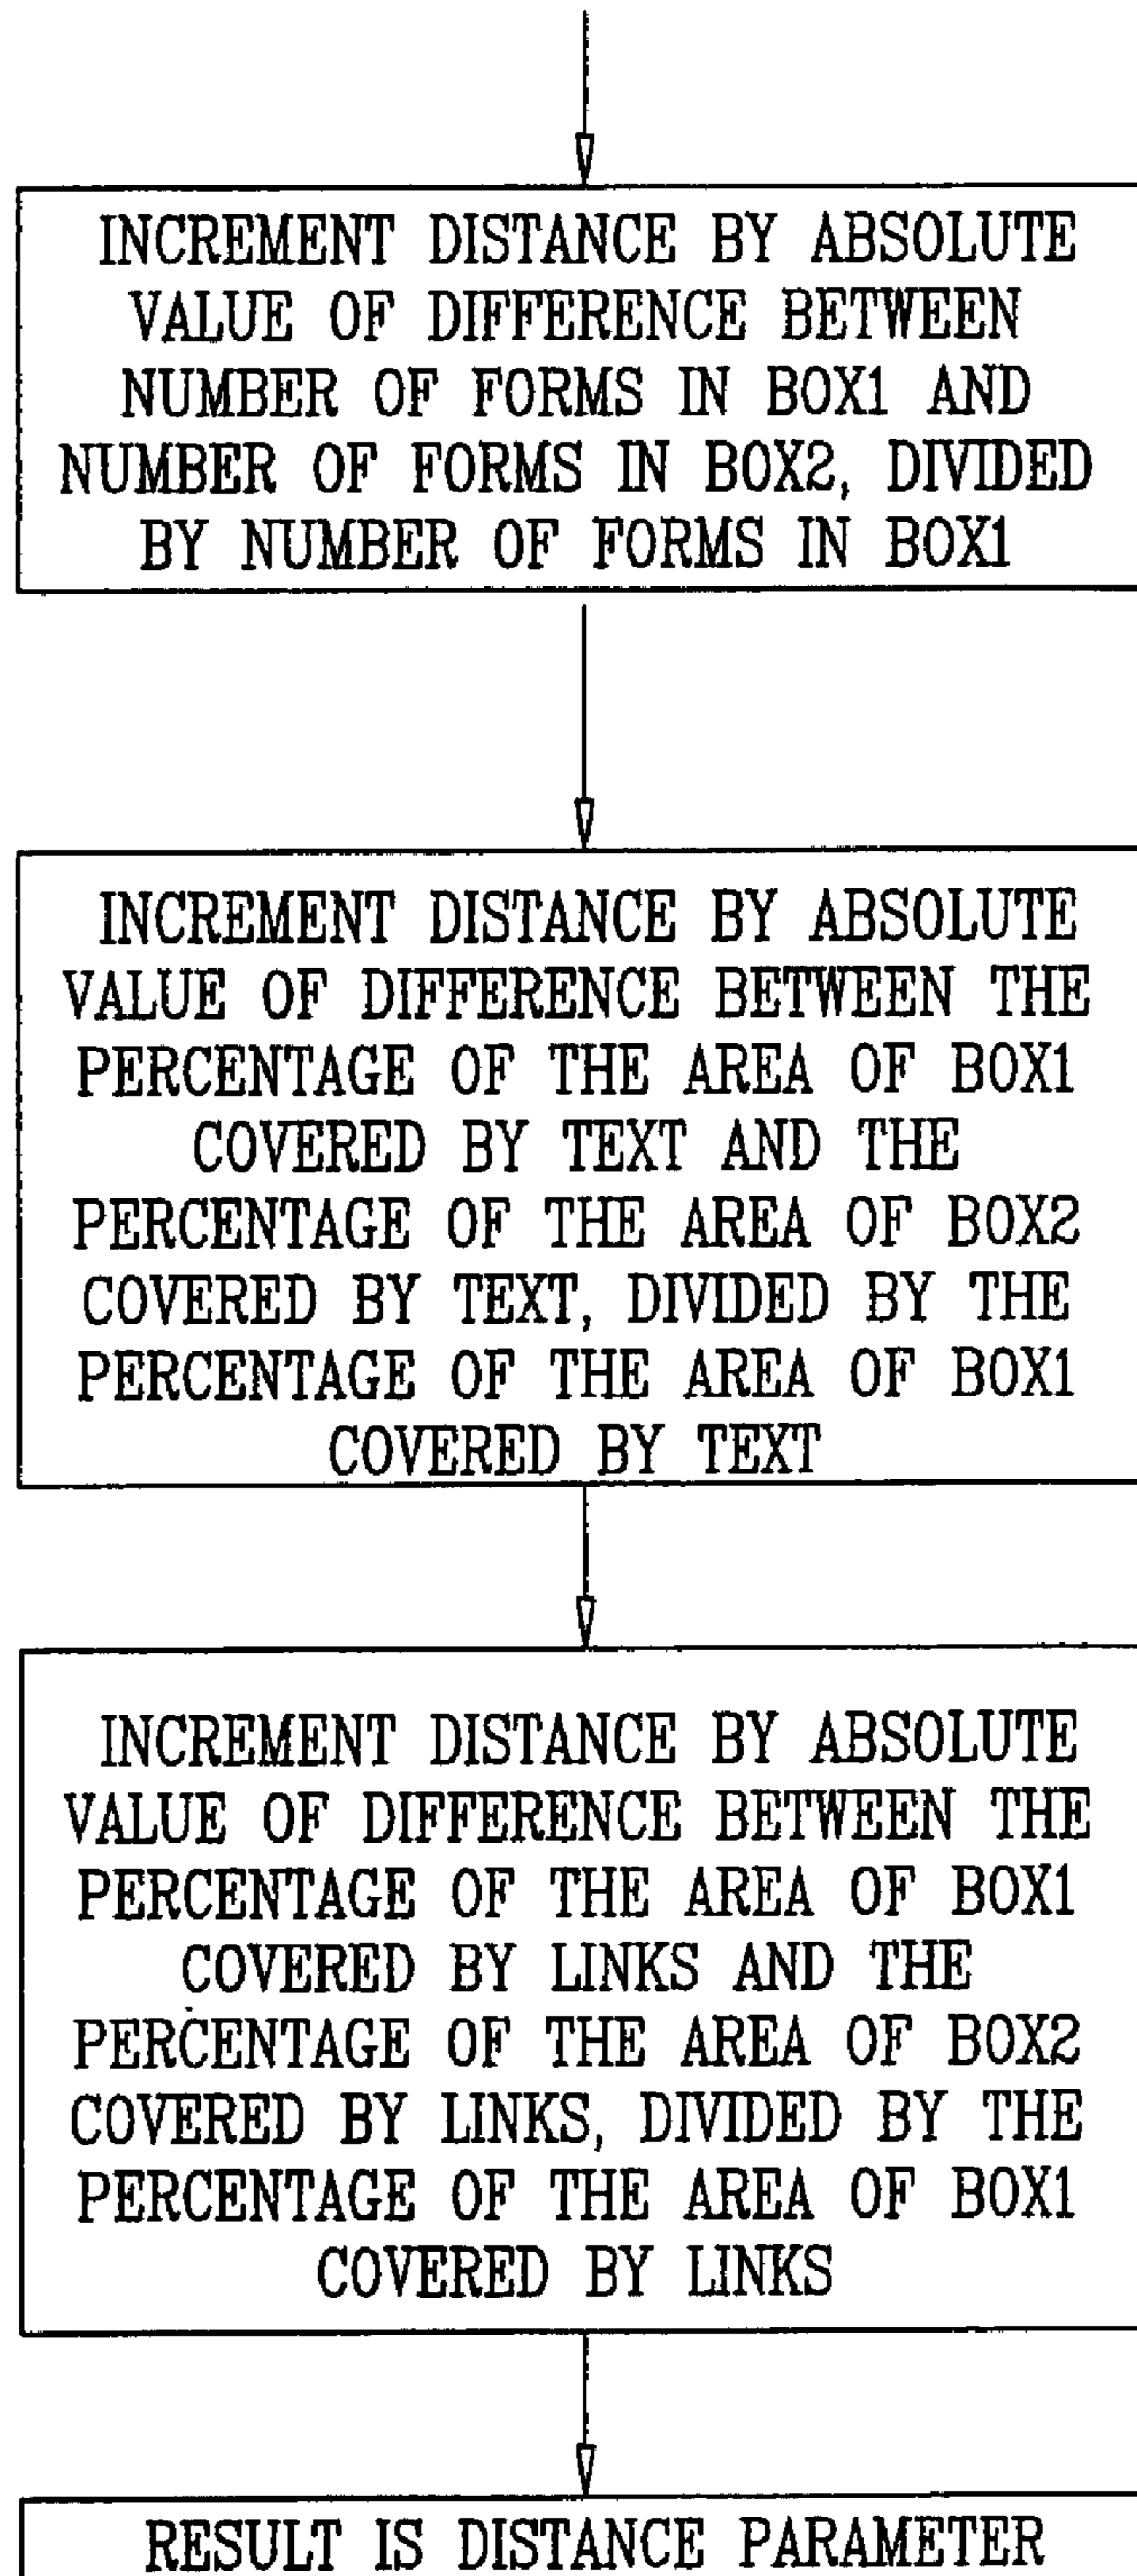 INCREMENT DISTANCE BY ABSOLUTE
VALUE OF DIFFERENCE BETWEEN
NUMBER OF FORMS IN BOX1 AND
NUMBER OF FORMS IN BOX2, DIVIDED
BY NUMBER OF FORMS IN BOX1
INCREMENT DISTANCE BY ABSOLUTE
VALUE OF DIFFERENCE BETWEEN THE
PERCENTAGE OF THE AREA OF BOX1
COVERED BY TEXT AND THE
PERCENTAGE OF THE AREA OF BOX2
COVERED BY TEXT, DIVIDED BY THE
PERCENTAGE OF THE AREA OF BOX1
COVERED BY TEXT
INCREMENT DISTANCE BY ABSOLUTE
VALUE OF DIFFERENCE BETWEEN THE
PERCENTAGE OF THE AREA OF BOX1
COVERED BY LINKS AND THE
PERCENTAGE OF THE AREA OF BOX2
COVERED BY LINKS, DIVIDED BY THE
PERCENTAGE OF THE AREA OF BOX1
COVERED BY LINKS
RESULT IS DISTANCE PARAMETER